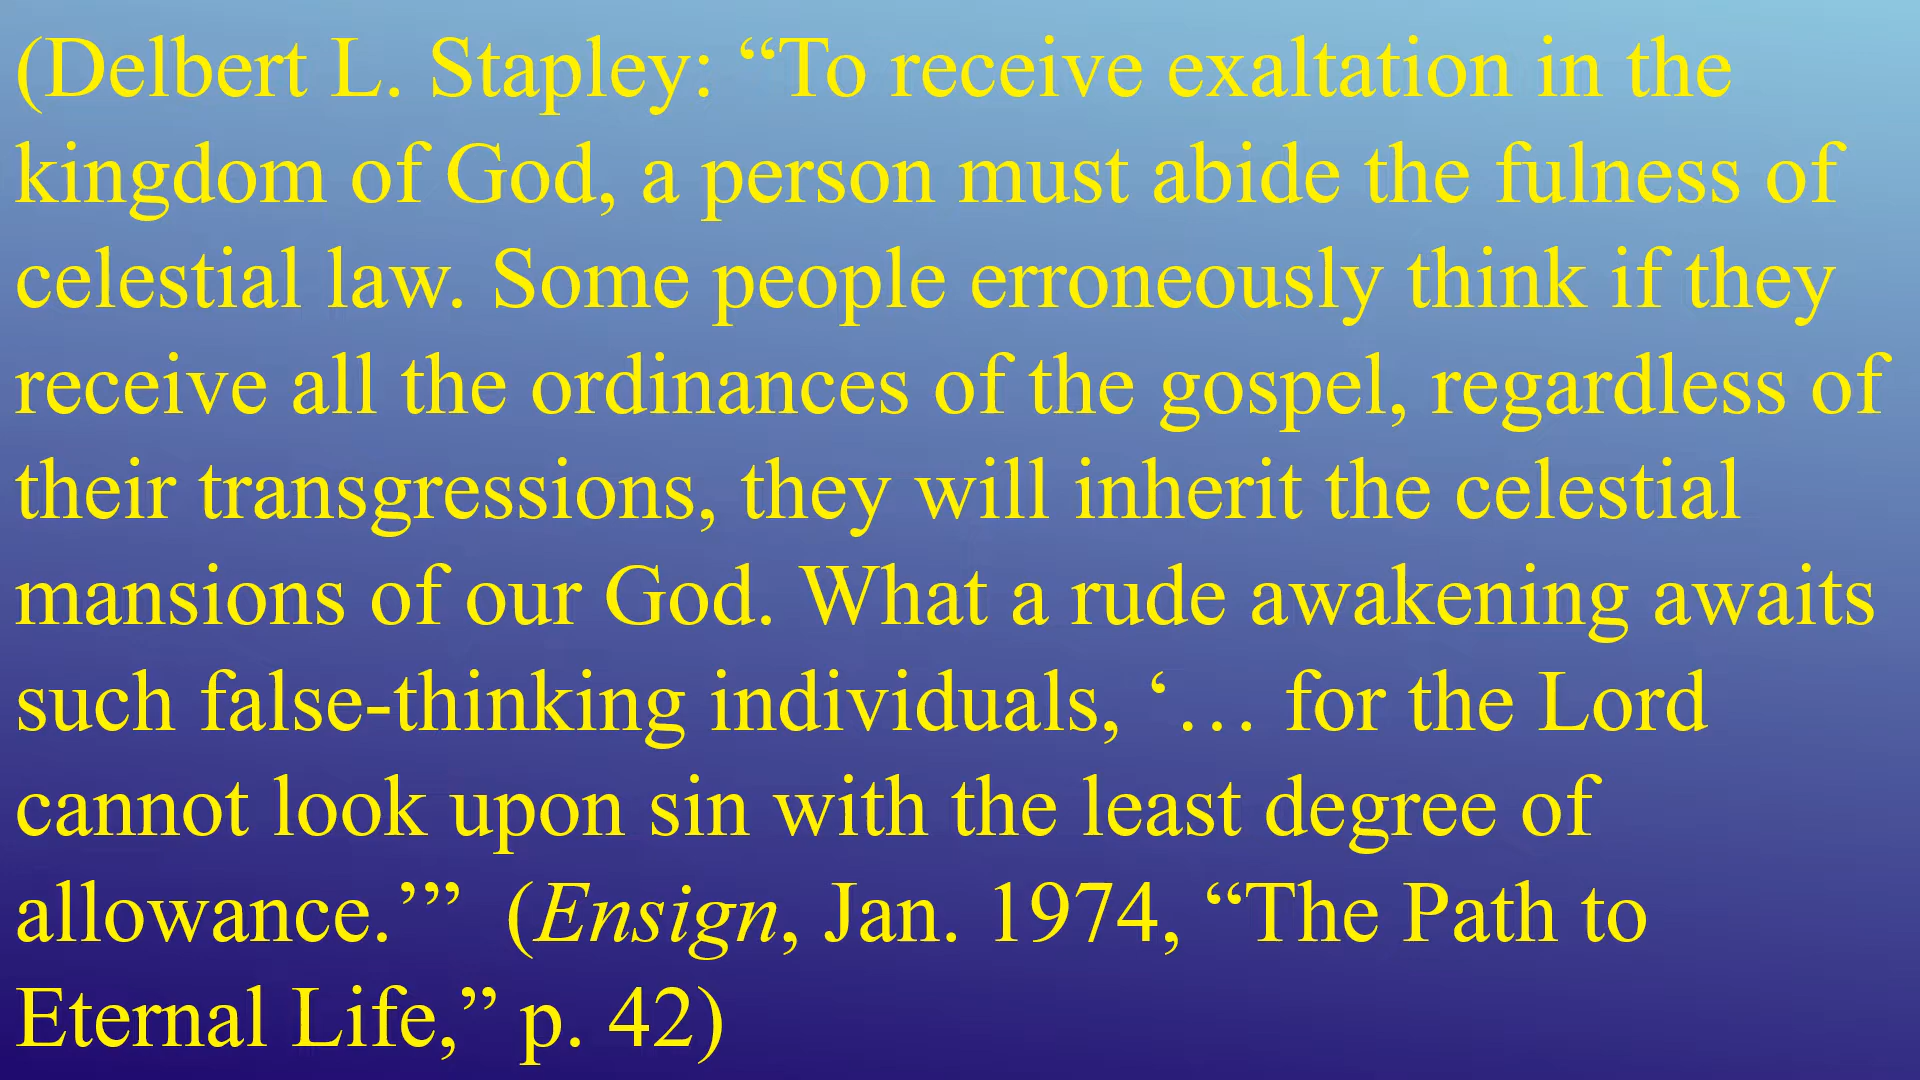 (Delbert L. Stapley: “To receive exaltation in the
kingdom of God, a person must abide the fulness of
celestial law. Some people erroneously think if they
receive all the ordinances of the gospel, regardless of
their transgressions, they will inherit the celestial
mansions of our God. What a rude awakening awaits
such false-thinking individuals, ‘… for the Lord
cannot look upon sin with the least degree of
allowance.’”  (Ensign, Jan. 1974, “The Path to
Eternal Life,” p. 42)